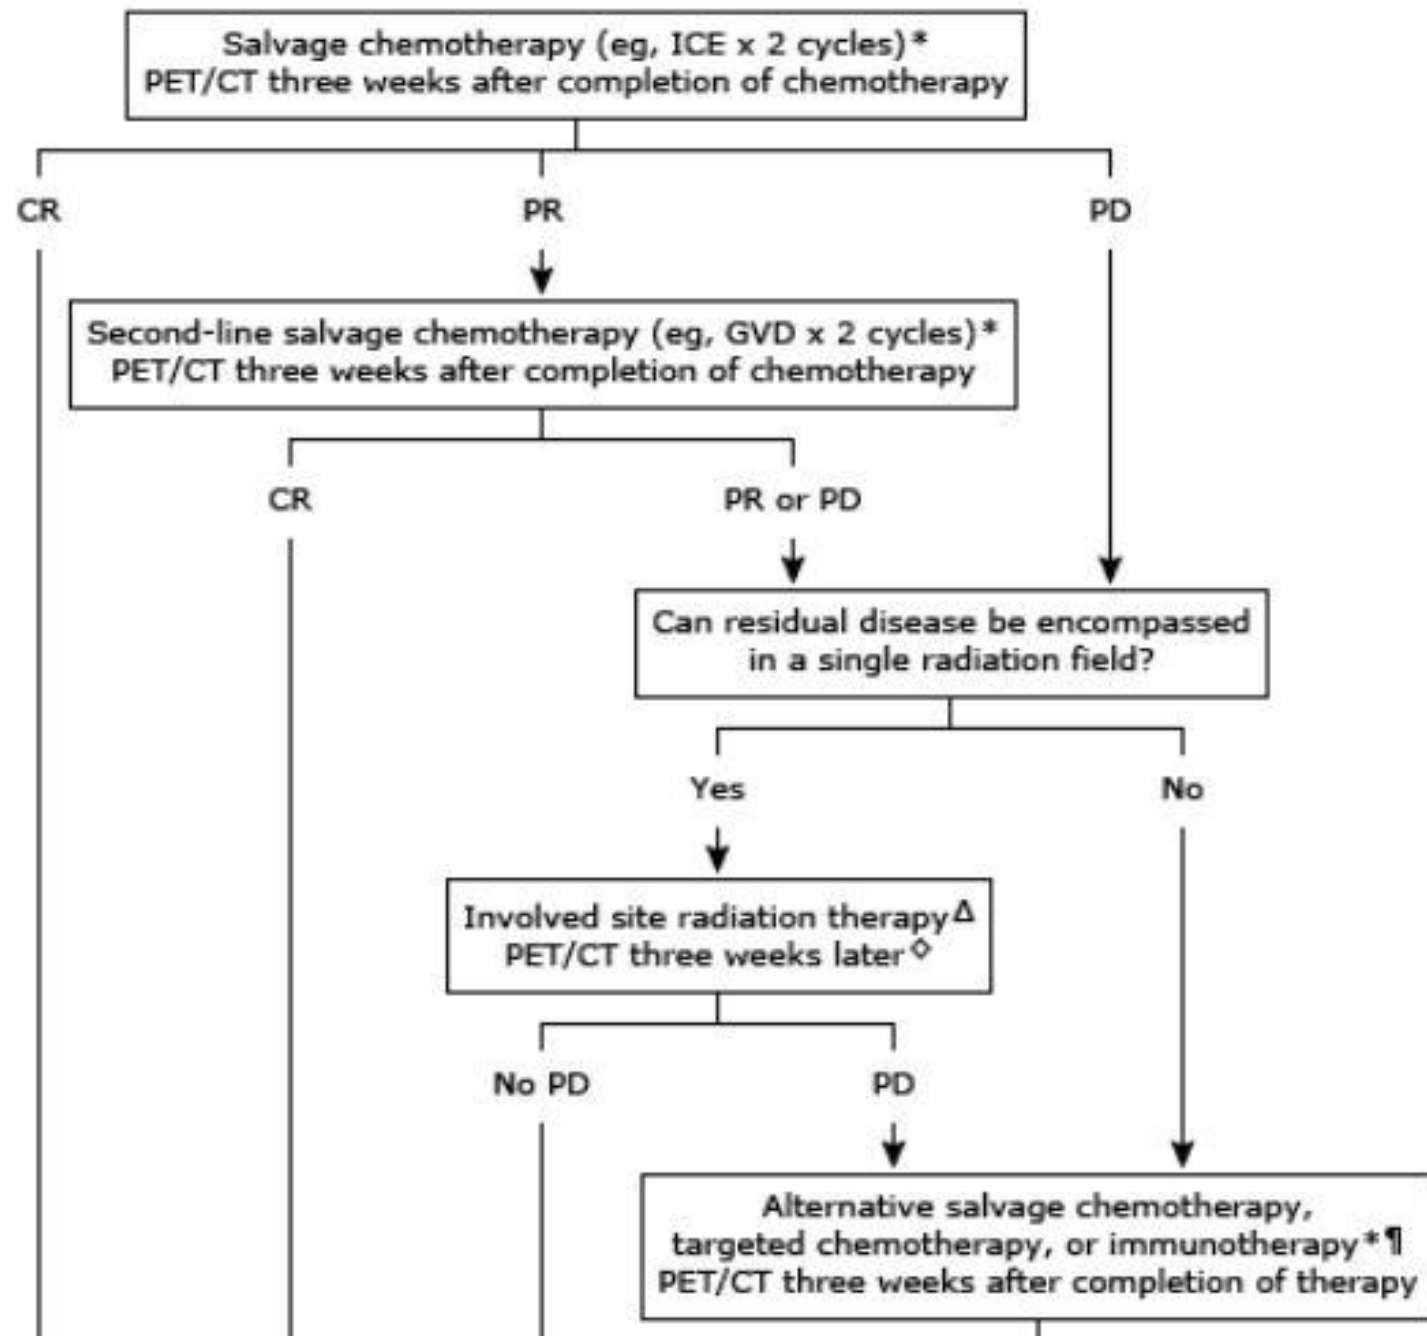 Salvage chemotherapy (eg, ICE x 2 cycles)*
PET/CT three weeks after completion of chemotherapy
CR
PR
PD
Second-line salvage chemotherapy (eg, GVD x 2 cycles)*
PET/CT three weeks after completion of chemotherapy
CR
PR or PD
Can residual disease be encompassed
in a single radiation field?
Yes
No
Involved site radiation therapyΔ
PET/CT three weeks later◇
No PD
PD
Alternative salvage chemotherapy,
targeted chemotherapy, or immunotherapy*¶
PET/CT three weeks after completion of therapy